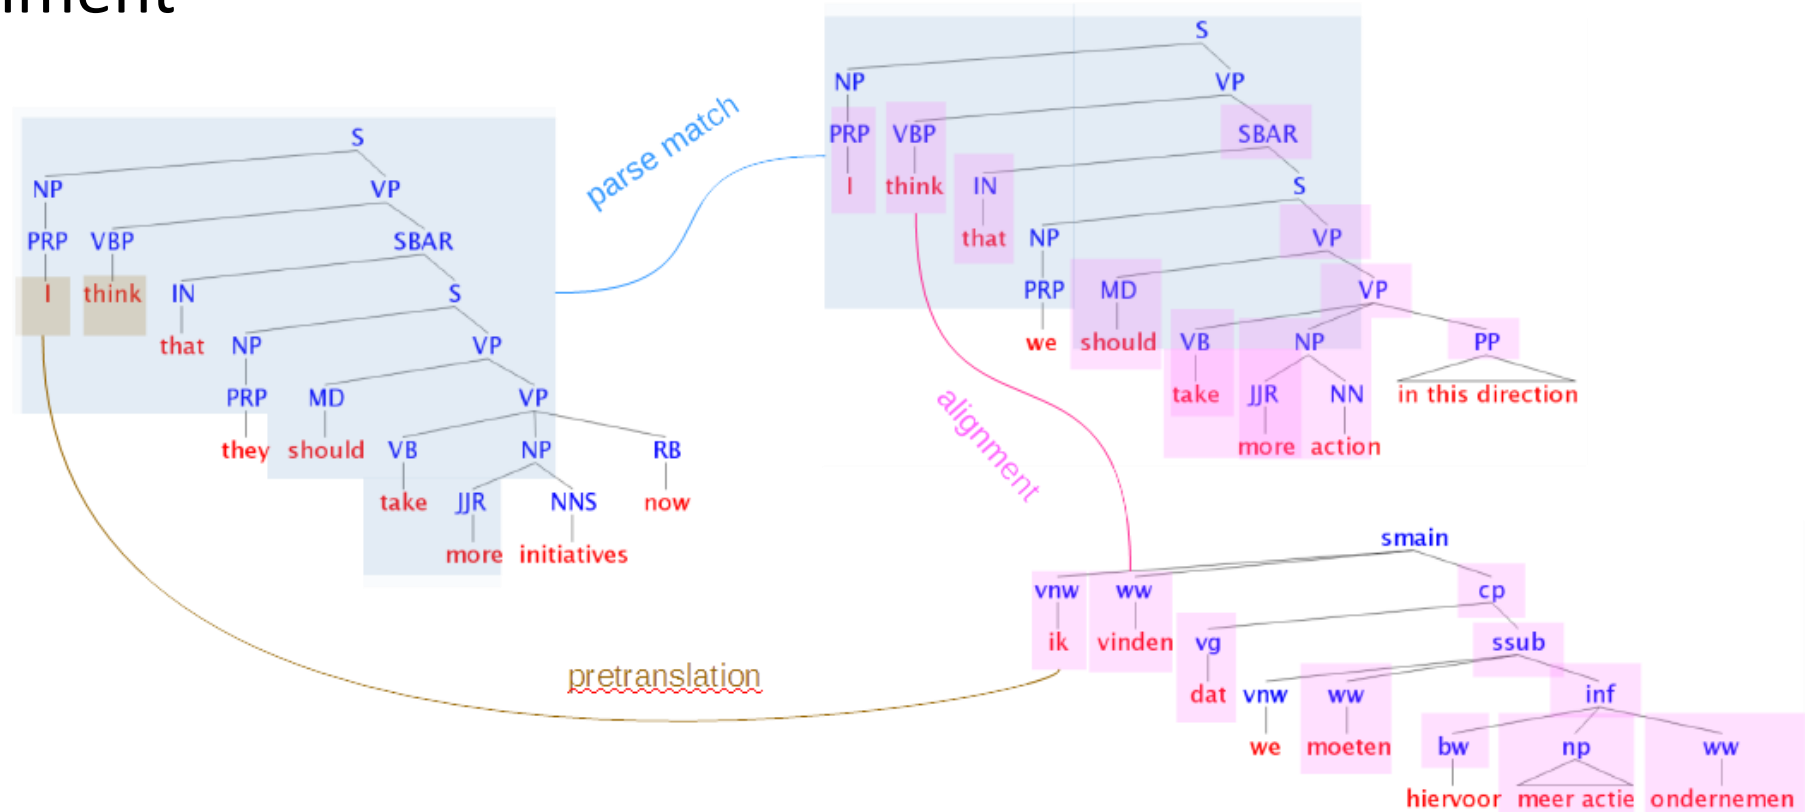 S
NP VP
PRP VBP SBAR
I think IN S
that NP VP
PRP MD VP
they should VB NP RB
take JJR NNS now
more initiatives
parse match
S
NP VP
PRP VBP SBAR
I think IN S
that NP VP
PRP MD VP
we should VB NP PP
take JJR NN in this direction
more action
alignment
smain
vnw ww cp
ik vinden vg ssub
dat vnw ww inf
we moeten bw np ww
hiervoor meer actie ondernemen
pretranslation